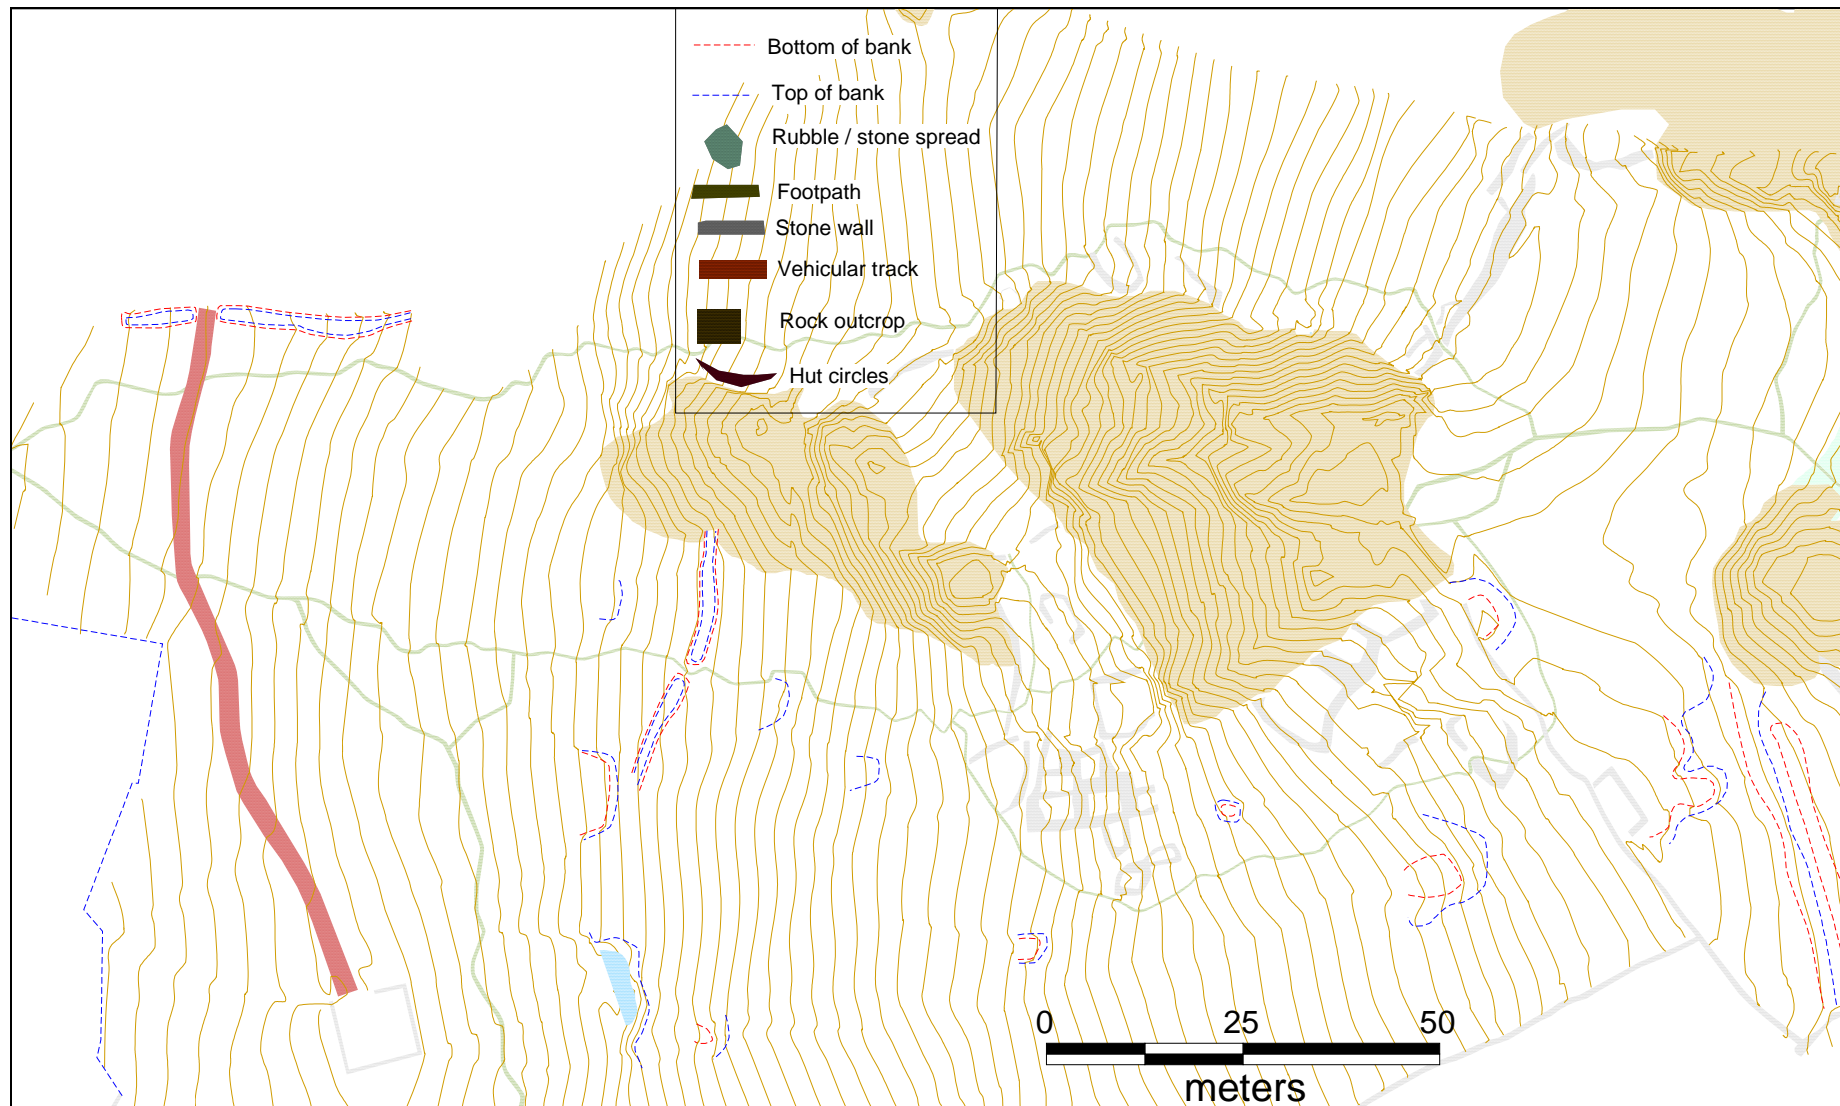 Bottom of bank
Top of bank
Rubble / stone spread
Footpath
Stone wall
Vehicular track
Rock outcrop
Hut circles
0 25 50
meters